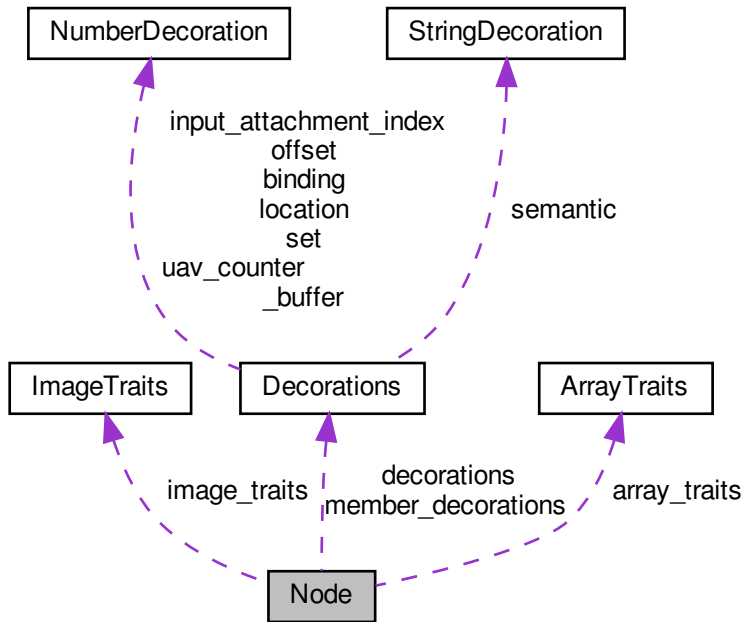 NumberDecoration
StringDecoration
input_attachment_index
offset
binding
location
set
uav_counter
_buffer
semantic
ImageTraits
Decorations
ArrayTraits
image_traits
decorations
member_decorations
array_traits
Node